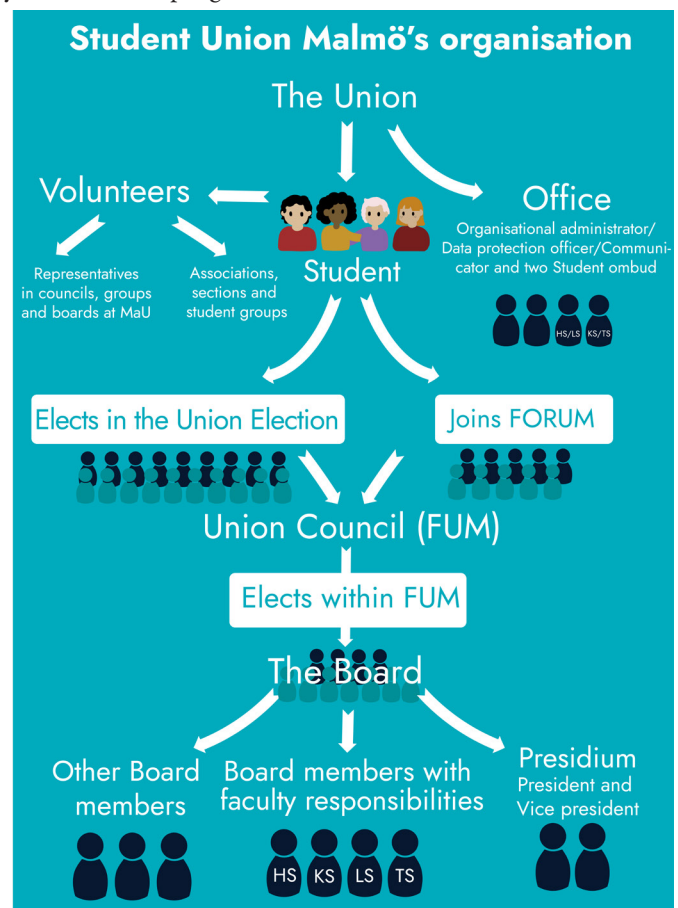 Student Union Malmö's organisation
The Union
Volunteers
Representatives
in councils, groups
and boards at MaU
Associations,
sections and
student groups
Student
Office
Organisational administrator/
Data protection officer/Communi-
cator and two Student ombud
HS/LS
KS/TS
Elects in the Union Election
Joins FORUM
Union Council (FUM)
Elects within FUM
The Board
Other Board
members
Board members with
faculty responsibilities
HS
KS
LS
TS
Presidium
President and
Vice president